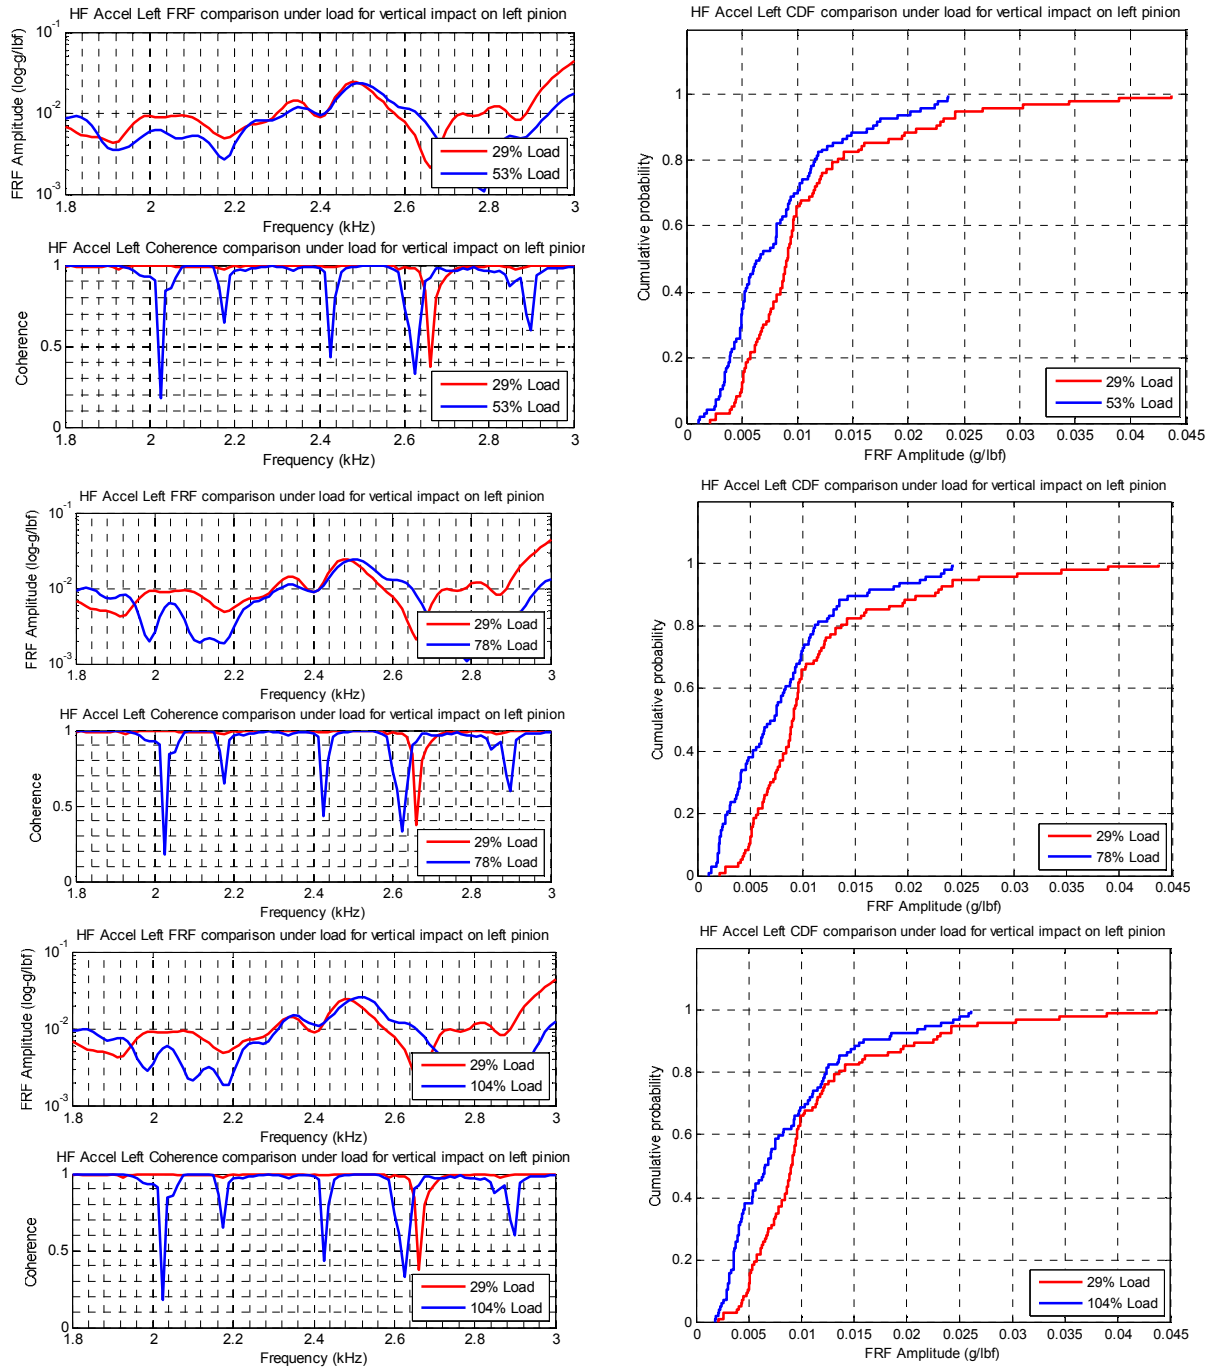 HF Accel Left FRF comparison under load for vertical impact on left pinion
FRF Amplitude (log-g/lbf)
10^-1
10^-2
10^-3
1.8 2 2.2 2.4 2.6 2.8 3
Frequency (kHz)
29% Load
53% Load
HF Accel Left Coherence comparison under load for vertical impact on left pinion
Coherence
1
0.5
0
1.8 2 2.2 2.4 2.6 2.8 3
Frequency (kHz)
29% Load
53% Load
HF Accel Left CDF comparison under load for vertical impact on left pinion
Cumulative probability
1
0.8
0.6
0.4
0.2
0
0 0.005 0.01 0.015 0.02 0.025 0.03 0.035 0.04 0.045
FRF Amplitude (g/lbf)
29% Load
53% Load
HF Accel Left FRF comparison under load for vertical impact on left pinion
FRF Amplitude (log-g/lbf)
10^-1
10^-2
10^-3
1.8 2 2.2 2.4 2.6 2.8 3
Frequency (kHz)
29% Load
78% Load
HF Accel Left Coherence comparison under load for vertical impact on left pinion
Coherence
1
0.5
0
1.8 2 2.2 2.4 2.6 2.8 3
Frequency (kHz)
29% Load
78% Load
HF Accel Left CDF comparison under load for vertical impact on left pinion
Cumulative probability
1
0.8
0.6
0.4
0.2
0
0 0.005 0.01 0.015 0.02 0.025 0.03 0.035 0.04 0.045
FRF Amplitude (g/lbf)
29% Load
78% Load
HF Accel Left FRF comparison under load for vertical impact on left pinion
FRF Amplitude (log-g/lbf)
10^-1
10^-2
10^-3
1.8 2 2.2 2.4 2.6 2.8 3
Frequency (kHz)
29% Load
104% Load
HF Accel Left Coherence comparison under load for vertical impact on left pinion
Coherence
1
0.5
0
1.8 2 2.2 2.4 2.6 2.8 3
Frequency (kHz)
29% Load
104% Load
HF Accel Left CDF comparison under load for vertical impact on left pinion
Cumulative probability
1
0.8
0.6
0.4
0.2
0
0 0.005 0.01 0.015 0.02 0.025 0.03 0.035 0.04 0.045
FRF Amplitude (g/lbf)
29% Load
104% Load